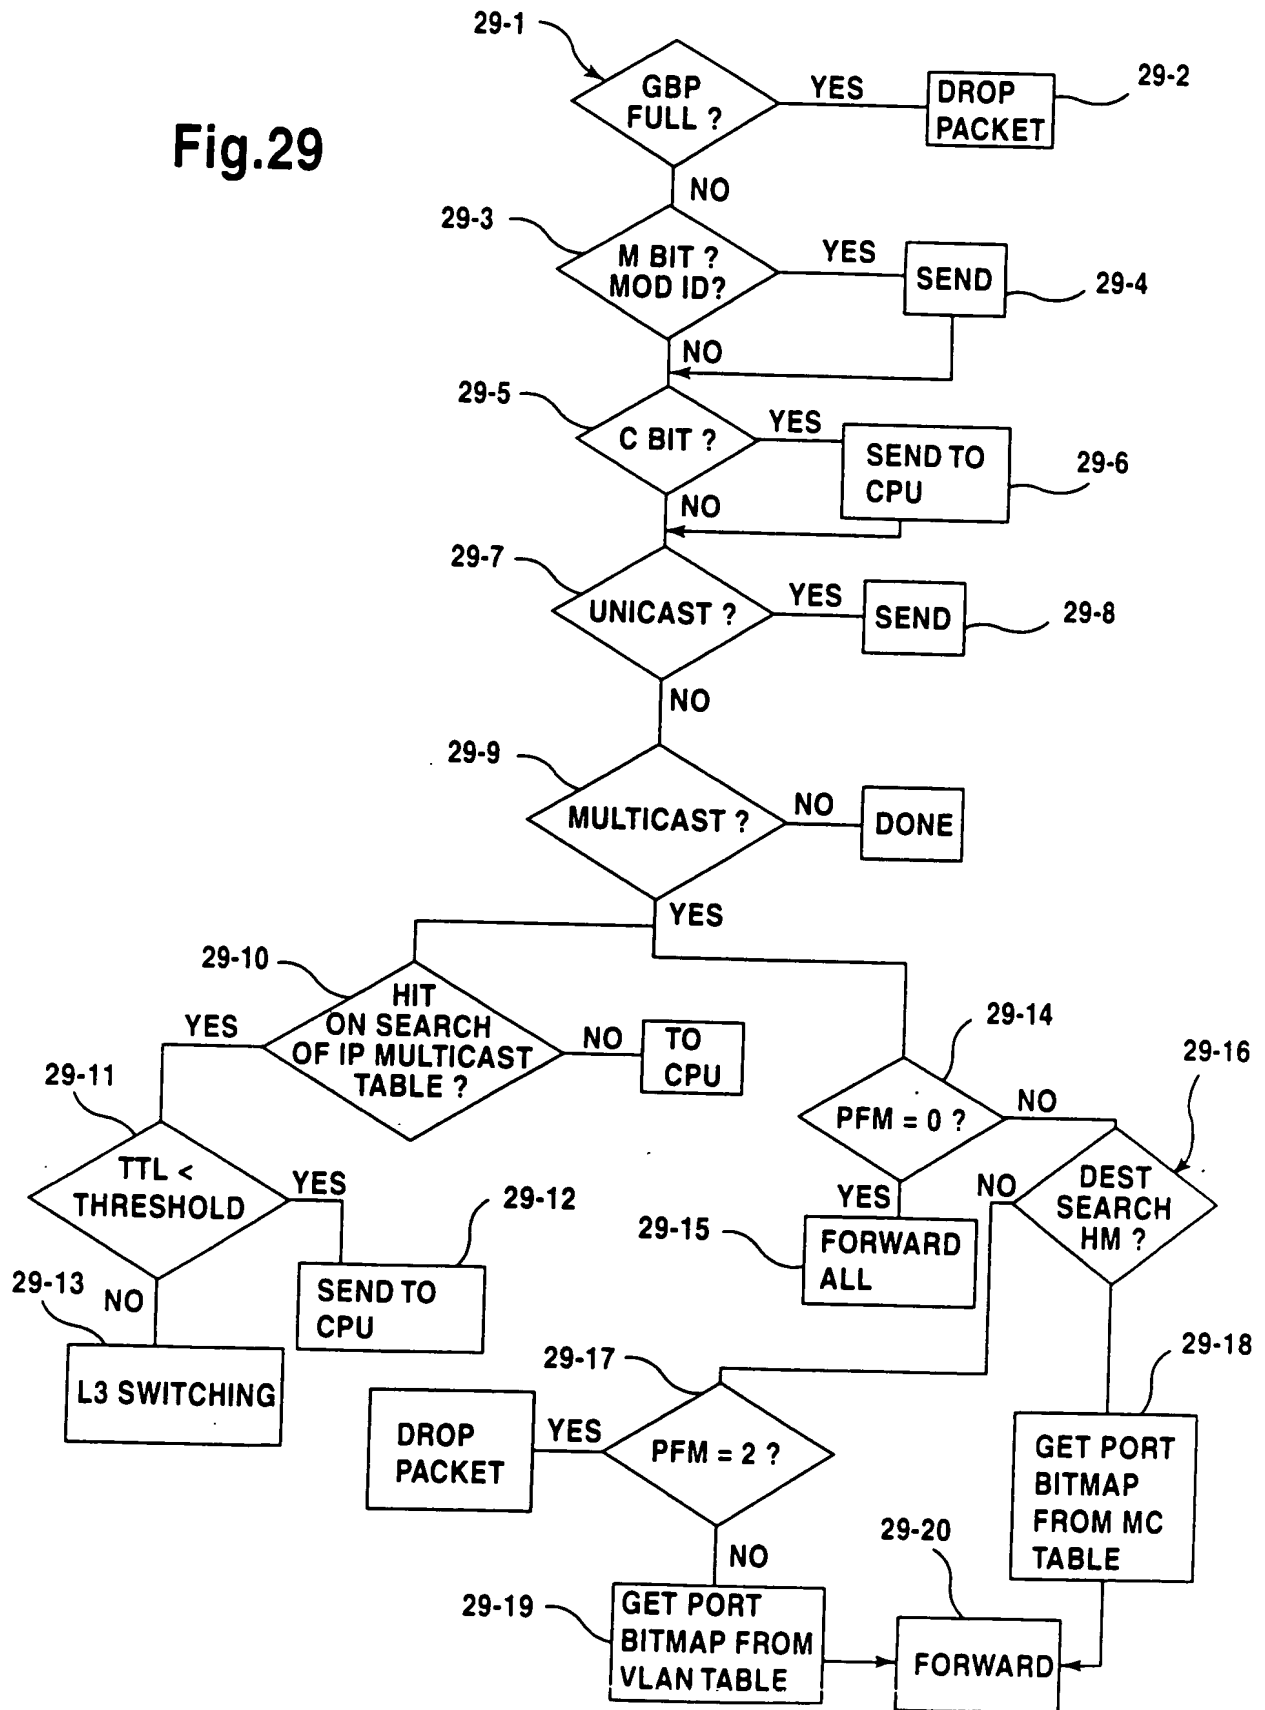 Fig.29
29-1
GBP
FULL ?
YES
DROP
PACKET
29-2
NO
29-3
M BIT ?
MOD ID?
YES
SEND
29-4
NO
29-5
C BIT ?
YES
SEND TO
CPU
29-6
NO
29-7
UNICAST ?
YES
SEND
29-8
NO
29-9
MULTICAST ?
NO
DONE
YES
29-10
HIT
ON SEARCH
OF IP MULTICAST
TABLE ?
YES
NO
TO
CPU
29-11
TTL <
THRESHOLD
YES
29-12
SEND TO
CPU
29-13
NO
L3 SWITCHING
29-14
PFM = 0 ?
NO
29-16
YES
29-15
FORWARD
ALL
DEST
SEARCH
HM ?
NO
29-17
PFM = 2 ?
YES
DROP
PACKET
NO
29-18
GET PORT
BITMAP
FROM MC
TABLE
29-19
GET PORT
BITMAP FROM
VLAN TABLE
29-20
FORWARD